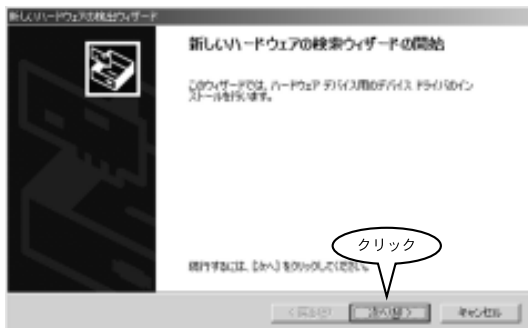 新しいハードウェアの検出ウィザード
新しいハードウェアの検索ウィザードの開始
このウィザードでは、ハードウェア デバイス用のデバイス ドライバのイン
ストールを行います。
クリック
続行するには、[次へ] をクリックしてください。
< 戻る(B)
次へ(N) >
キャンセル